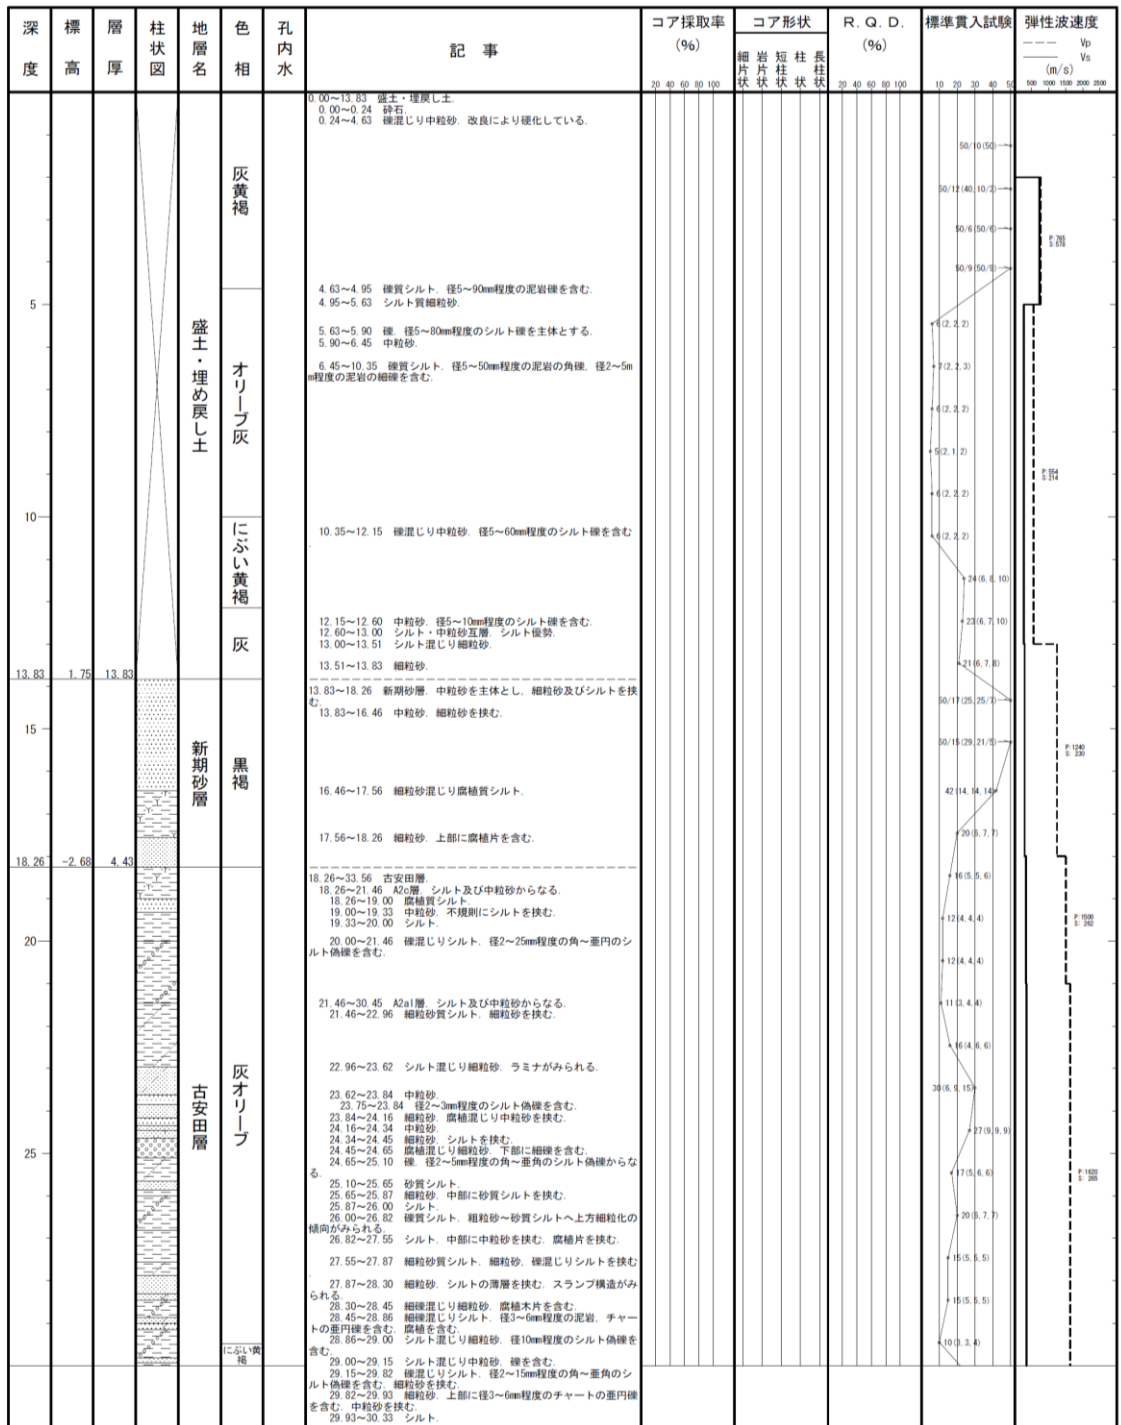 深度
標高
層厚
柱状図
地層名
色相
孔内水
記 事
コア採取率
(%)
20 40 60 80 100
コア形状
細片状
岩片状
短柱状
柱状
長柱状
R. Q. D.
(%)
20 40 60 80 100
標準貫入試験
10 20 30 40 50
弾性波速度
Vp
Vs
(m/s)
500 1000 1500 2000 2500
5
10
13.83 1.75 13.83
15
18.26 -2.68 4.43
20
25
盛土・埋め戻し土
新期砂層
古安田層
灰黄褐
オリーブ灰
にぶい黄褐
灰
黒褐
灰オリーブ
にぶい黄
褐
0.00～13.83 盛土・埋戻し土.
0.00～0.24 砕石.
0.24～4.63 礫混じり中粒砂. 改良により硬化している.
4.63～4.95 礫質シルト. 径5～90mm程度の泥岩礫を含む.
4.95～5.63 シルト質細粒砂.
5.63～5.90 礫. 径5～80mm程度のシルト礫を主体とする.
5.90～6.45 中粒砂.
6.45～10.35 礫質シルト. 径5～50mm程度の泥岩の角礫, 径2～5m
m程度の泥岩の細礫を含む.
10.35～12.15 礫混じり中粒砂. 径5～60mm程度のシルト礫を含む
.
12.15～12.60 中粒砂. 径5～10mm程度のシルト礫を含む.
12.60～13.00 シルト・中粒砂互層. シルト優勢.
13.00～13.51 シルト混じり細粒砂.
13.51～13.83 細粒砂.
13.83～18.26 新期砂層. 中粒砂を主体とし, 細粒砂及びシルトを挟
む.
13.83～16.46 中粒砂. 細粒砂を挟む.
16.46～17.56 細粒砂混じり腐植質シルト.
17.56～18.26 細粒砂. 上部に腐植片を含む.
18.26～33.56 古安田層.
18.26～21.46 A2c層. シルト及び中粒砂からなる.
18.26～19.00 腐植質シルト.
19.00～19.33 中粒砂. 不規則にシルトを挟む.
19.33～20.00 シルト.
20.00～21.46 礫混じりシルト. 径2～25mm程度の角～亜円のシ
ルト偽礫を含む.
21.46～30.45 A2al層. シルト及び中粒砂からなる.
21.46～22.96 細粒砂質シルト. 細粒砂を挟む.
22.96～23.62 シルト混じり細粒砂. ラミナがみられる.
23.62～23.84 中粒砂.
23.75～23.84 径2～3mm程度のシルト偽礫を含む.
23.84～24.16 細粒砂. 腐植混じり中粒砂を挟む.
24.16～24.34 中粒砂.
24.34～24.45 細粒砂. シルトを挟む.
24.45～24.65 腐植混じり細粒砂. 下部に細礫を含む.
24.65～25.10 礫. 径2～5mm程度の角～亜角のシルト偽礫からな
る.
25.10～25.65 砂質シルト.
25.65～25.87 細粒砂. 中部に砂質シルトを挟む.
25.87～26.00 シルト.
26.00～26.82 礫質シルト. 粗粒砂～砂質シルトへ上方細粒化の
傾向がみられる.
26.82～27.55 シルト. 中部に中粒砂を挟む. 腐植片を挟む.
27.55～27.87 細粒砂質シルト. 細粒砂, 礫混じりシルトを挟む
.
27.87～28.30 細粒砂. シルトの薄層を挟む. スランプ構造がみ
られる.
28.30～28.45 細礫混じり細粒砂. 腐植木片を含む.
28.45～28.86 細礫混じりシルト. 径3～6mm程度の泥岩, チャー
トの亜円礫を含む. 腐植を含む.
28.86～29.00 シルト混じり細粒砂. 径10mm程度のシルト偽礫を
含む.
29.00～29.15 シルト混じり中粒砂. 礫を含む.
29.15～29.82 礫混じりシルト. 径2～15mm程度の角～亜角のシ
ルト偽礫を含む. 細粒砂を挟む.
29.82～29.93 細粒砂. 上部に径3～6mm程度のチャートの亜円礫
を含む. 中粒砂を挟む.
29.93～30.33 シルト.
50/10(50)
50/12(40,10/2)
50/6(50/6)
50/9(50/9)
6(2,2,2)
7(2,2,3)
6(2,2,2)
5(2,1,2)
6(2,2,2)
6(2,2,2)
24(6,8,10)
23(6,7,10)
21(6,7,8)
50/17(25,25/7)
50/15(29,21/5)
42(14,14,14)
20(6,7,7)
16(5,5,6)
12(4,4,4)
12(4,4,4)
11(3,4,4)
16(4,6,6)
30(6,9,15)
27(9,9,9)
17(5,6,6)
20(6,7,7)
15(5,5,5)
15(5,5,5)
10(3,3,4)
P:765
S:578
P:554
S:214
P:1240
S: 230
P:1500
S: 262
P:1620
S: 265